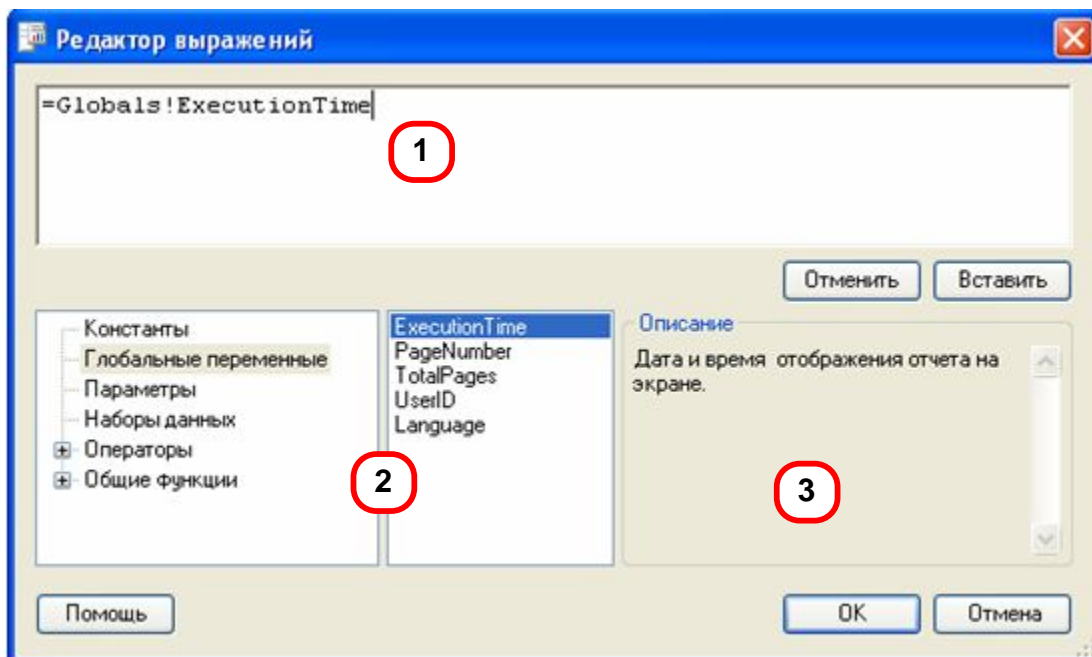 Редактор выражений
=Globals!ExecutionTime
1
Отменить
Вставить
Константы
Глобальные переменные
Параметры
Наборы данных
Операторы
Общие функции
2
ExecutionTime
PageNumber
TotalPages
UserID
Language
Описание
Дата и время отображения отчета на
экране.
3
Помощь
OK
Отмена